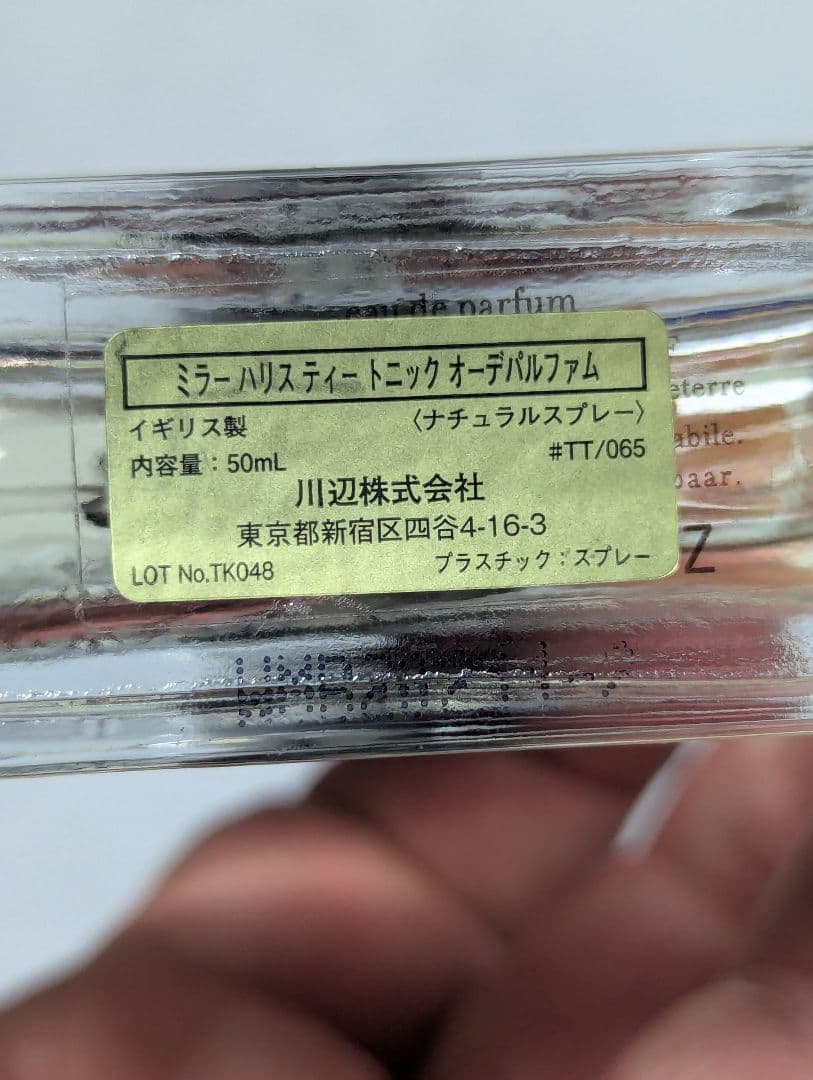 eau de parfum
ミラー ハリス ティー トニック オーデパルファム
イギリス製 〈ナチュラルスプレー〉
内容量：50mL #TT/065
川辺株式会社
東京都新宿区四谷4-16-3
LOT No.TK048 プラスチック：スプレー
eterre
abile.
baar.
Z